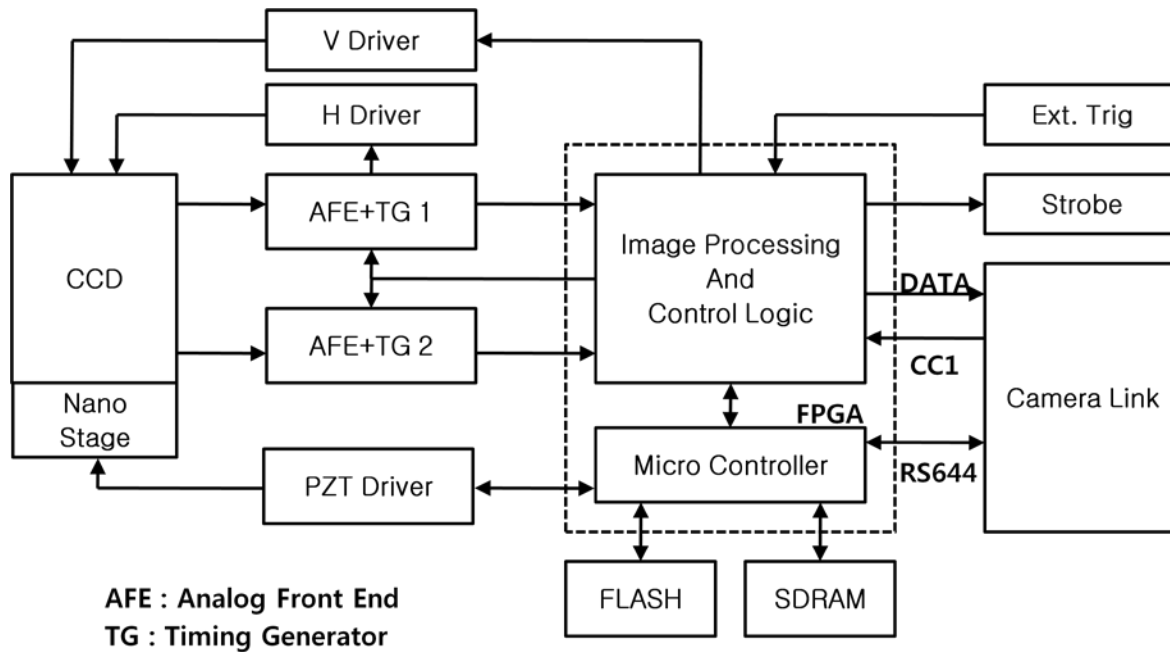 V Driver
H Driver
Ext. Trig
CCD
AFE+TG 1
Image Processing
And
Control Logic
Strobe
DATA
AFE+TG 2
CC1
Camera Link
Nano
Stage
FPGA
PZT Driver
Micro Controller
RS644
FLASH
SDRAM
AFE : Analog Front End
TG : Timing Generator